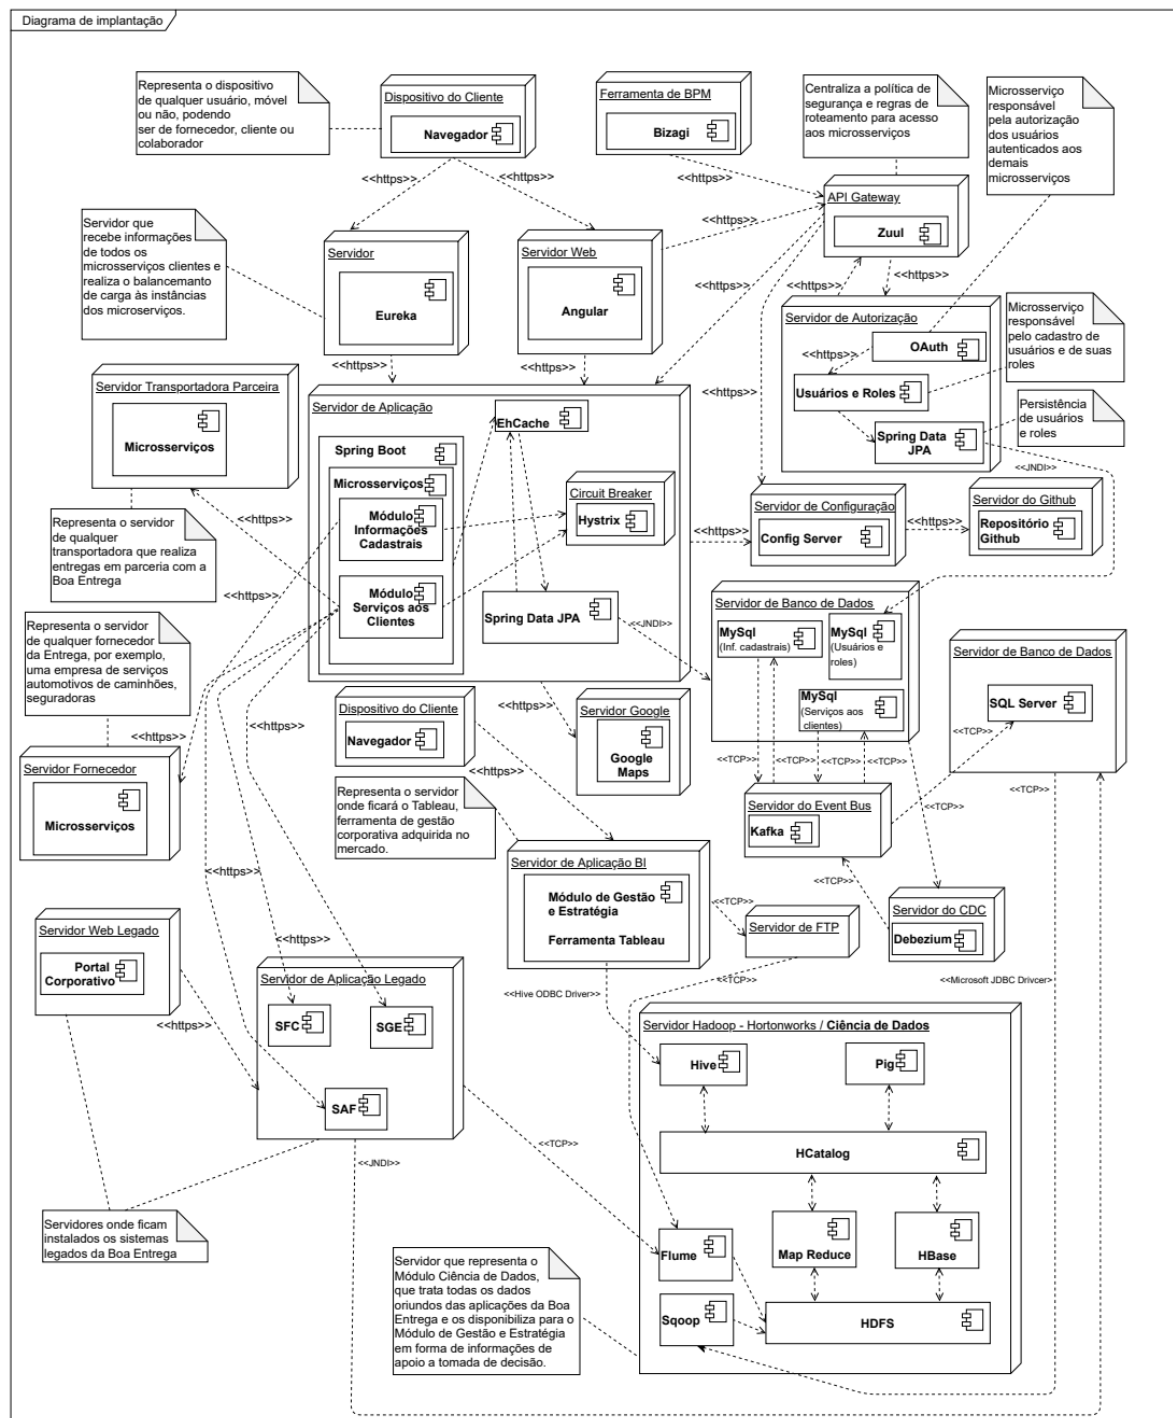 Diagrama de implantação
Representa o dispositivo
de qualquer usuário, móvel
ou não, podendo
ser de fornecedor, cliente ou
colaborador
Dispositivo do Cliente
Navegador
Ferramenta de BPM
Bizagi
Centraliza a política de
segurança e regras de
roteamento para acesso
aos microserviços
Microsserviço
responsável
pela autorização
dos usuários
autenticados aos
demais
microsserviços
<<https>>
<<https>>
<<https>>
API Gateway
Zuul
Servidor que
recebe informações
de todos os
microsserviços clientes e
realiza o balancemanto
de carga às instâncias
dos microserviços.
Servidor
Eureka
Servidor Web
Angular
<<https>>
<<https>>
<<https>>
<<https>>
<<https>>
Servidor de Autorização
OAuth
<<https>>
Usuários e Roles
Spring Data
JPA
Microsserviço
responsável
pelo cadastro de
usuários e de suas
roles
Persistência
de usuários
e roles
<<JNDI>>
<<https>>
<<https>>
<<https>>
Servidor Transportadora Parceira
Microsserviços
Representa o servidor
de qualquer
transportadora que realiza
entregas em parceria com a
Boa Entrega
<<https>>
Servidor de Aplicação
EhCache
Spring Boot
Microsserviços
Módulo
Informações
Cadastrais
Módulo
Serviços aos
Clientes
Circuit Breaker
Hystrix
Spring Data JPA
<<https>>
Servidor de Configuração
Config Server
<<https>>
Servidor do Github
Repositório
Github
<<https>>
<<JNDI>>
Representa o servidor
de qualquer fornecedor
da Entrega, por exemplo,
uma empresa de serviços
automotivos de caminhões,
seguradoras
<<https>>
<<https>>
Servidor Fornecedor
Microsserviços
Servidor de Banco de Dados
MySql
(Inf. cadastrais)
MySql
(Usuários e
roles)
MySql
(Serviços aos
clientes)
Servidor de Banco de Dados
SQL Server
Dispositivo do Cliente
Navegador
<<https>>
Servidor Google
Google
Maps
<<https>>
<<TCP>>
<<TCP>>
<<TCP>>
<<TCP>>
<<TCP>>
<<TCP>>
<<TCP>>
Representa o servidor
onde ficará o Tableau,
ferramenta de gestão
corporativa adquirida no
mercado.
Servidor do Event Bus
Kafka
Servidor de Aplicação BI
Módulo de Gestão
e Estratégia
Ferramenta Tableau
<<TCP>>
<<TCP>>
Servidor de FTP
Servidor do CDC
Debezium
<<https>>
<<https>>
Servidor Web Legado
Portal
Corporativo
<<https>>
Servidor de Aplicação Legado
SFC
SGE
SAF
<<TCP>>
<<Hive ODBC Driver>>
<<Microsoft JDBC Drivcer>>
Servidor Hadoop - Hortonworks / Ciência de Dados
Hive
Pig
HCatalog
Map Reduce
HBase
Flume
Sqoop
HDFS
<<TCP>>
<<JNDI>>
Servidores onde ficam
instalados os sistemas
legados da Boa Entrega
Servidor que representa o
Módulo Ciência de Dados,
que trata todas os dados
oriundos das aplicações da Boa
Entrega e os disponibiliza para o
Módulo de Gestão e Estratégia
em forma de informações de
apoio a tomada de decisão.